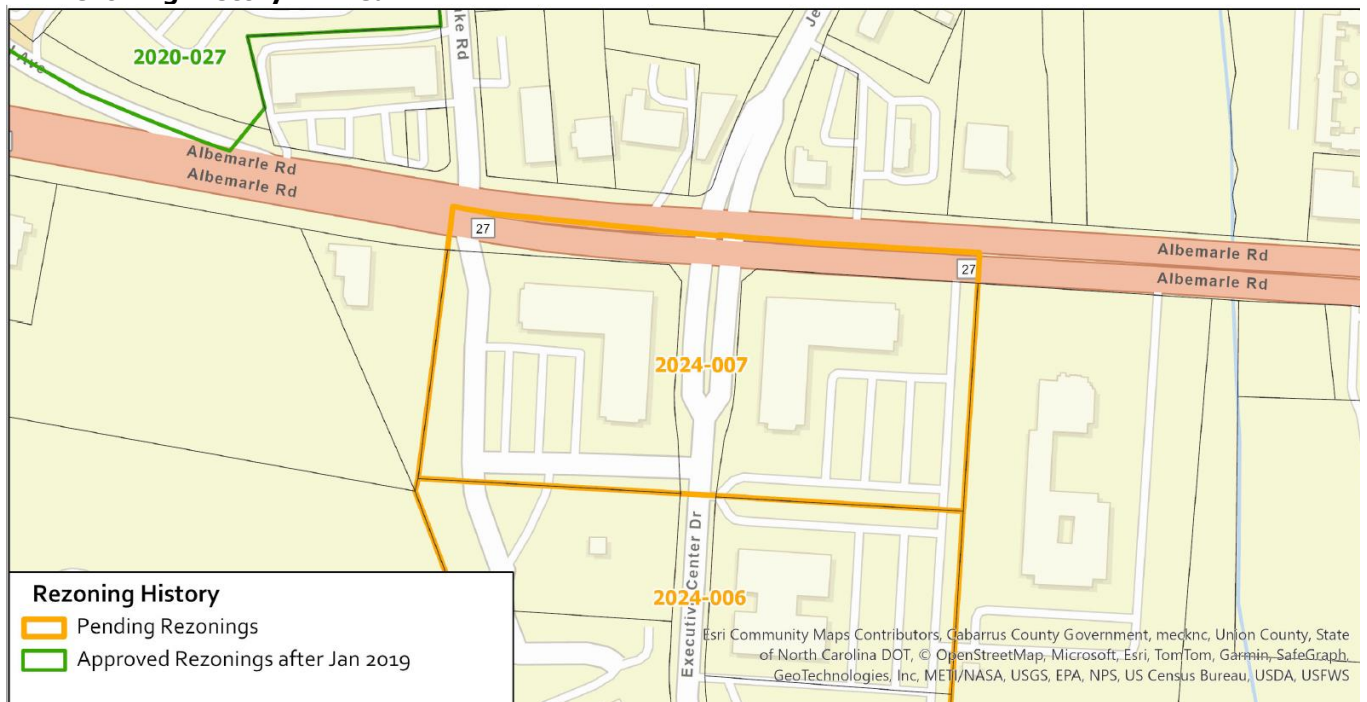 2020-027
Albemarle Rd
Albemarle Rd
27
27
Albemarle Rd
Albemarle Rd
2024-007
Executive Center Dr
2024-006
Rezoning History
Pending Rezonings
Approved Rezonings after Jan 2019
Esri Community Maps Contributors, Cabarrus County Government, mecknc, Union County, State
of North Carolina DOT, © OpenStreetMap, Microsoft, Esri, TomTom, Garmin, SafeGraph,
GeoTechnologies, Inc, METI/NASA, USGS, EPA, NPS, US Census Bureau, USDA, USFWS